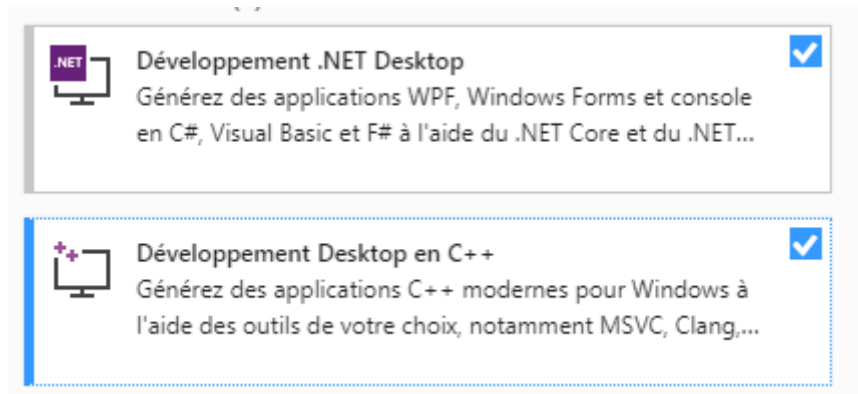 .NET
Développement .NET Desktop
Générez des applications WPF, Windows Forms et console
en C#, Visual Basic et F# à l'aide du .NET Core et du .NET...
++
Développement Desktop en C++
Générez des applications C++ modernes pour Windows à
l'aide des outils de votre choix, notamment MSVC, Clang,...